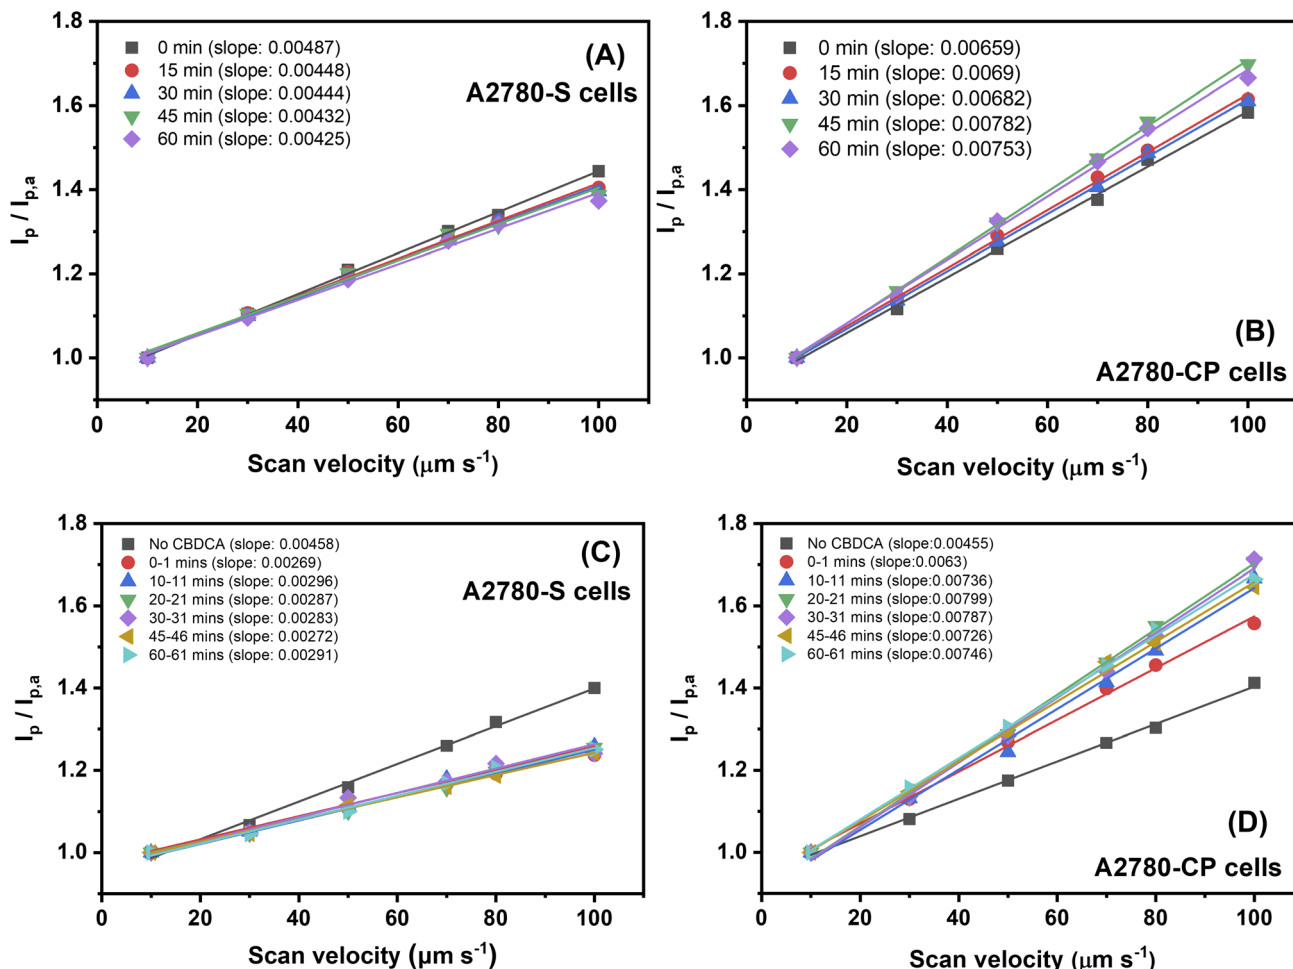 1.8
1.6
1.4
1.2
1.0
0 min (slope: 0.00487)
15 min (slope: 0.00448)
30 min (slope: 0.00444)
45 min (slope: 0.00432)
60 min (slope: 0.00425)
(A)
A2780-S cells
I_p / I_p,a
0 20 40 60 80 100
Scan velocity (μm s⁻¹)
1.8
1.6
1.4
1.2
1.0
0 min (slope: 0.00659)
15 min (slope: 0.0069)
30 min (slope: 0.00682)
45 min (slope: 0.00782)
60 min (slope: 0.00753)
(B)
A2780-CP cells
I_p / I_p,a
0 20 40 60 80 100
Scan velocity (μm s⁻¹)
1.8
1.6
1.4
1.2
1.0
No CBDCA (slope: 0.00458)
0-1 mins (slope: 0.00269)
10-11 mins (slope: 0.00296)
20-21 mins (slope: 0.00287)
30-31 mins (slope: 0.00283)
45-46 mins (slope: 0.00272)
60-61 mins (slope: 0.00291)
(C)
A2780-S cells
I_p / I_p,a
0 20 40 60 80 100
Scan velocity (μm s⁻¹)
1.8
1.6
1.4
1.2
1.0
No CBDCA (slope:0.00455)
0-1 mins (slope:0.0063)
10-11 mins (slope:0.00736)
20-21 mins (slope:0.00799)
30-31 mins (slope:0.00787)
45-46 mins (slope:0.00726)
60-61 mins (slope:0.00746)
(D)
A2780-CP cells
I_p / I_p,a
0 20 40 60 80 100
Scan velocity (μm s⁻¹)